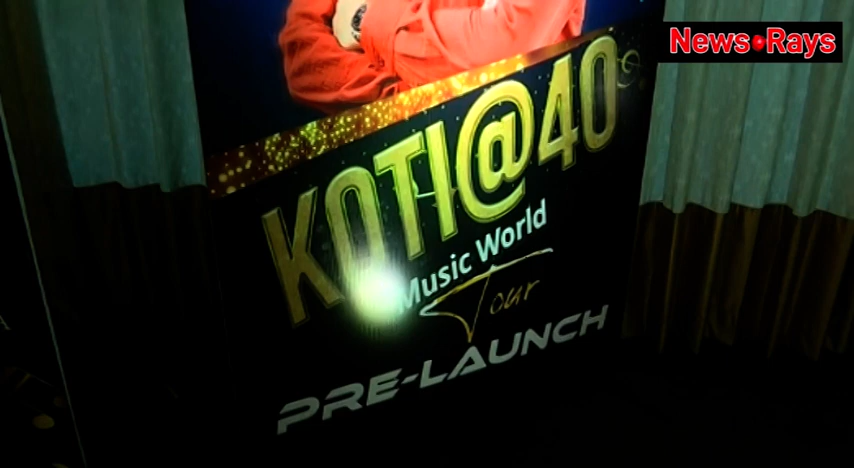 News Rays
KOTI@40
Music World
Tour
PRE-LAUNCH